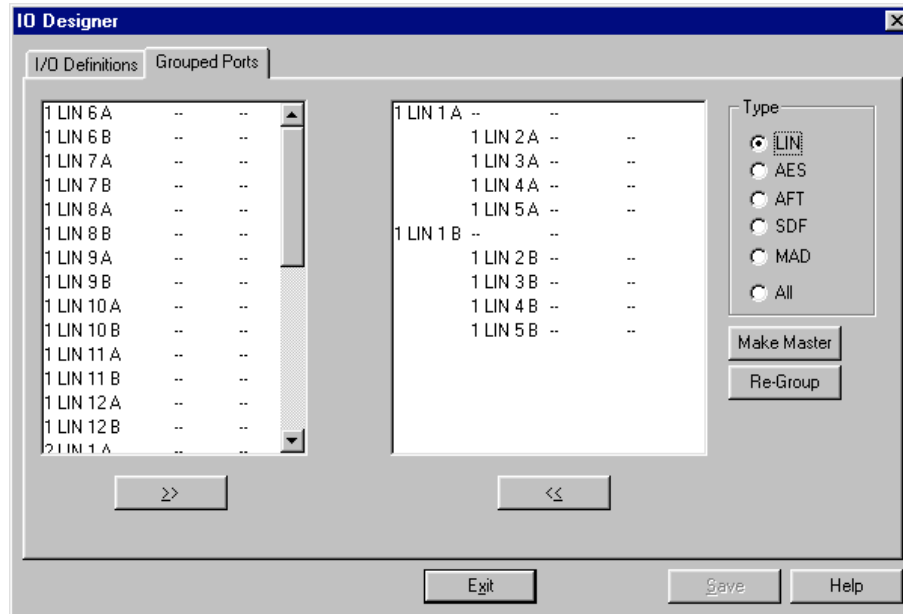 IO Designer
I/O Definitions Grouped Ports
1 LIN 6 A -- --
1 LIN 6 B -- --
1 LIN 7 A -- --
1 LIN 7 B -- --
1 LIN 8 A -- --
1 LIN 8 B -- --
1 LIN 9 A -- --
1 LIN 9 B -- --
1 LIN 10 A -- --
1 LIN 10 B -- --
1 LIN 11 A -- --
1 LIN 11 B -- --
1 LIN 12 A -- --
1 LIN 12 B -- --
2 LIN 1 A -- --
>>
1 LIN 1 A -- --
1 LIN 2 A -- --
1 LIN 3 A -- --
1 LIN 4 A -- --
1 LIN 5 A -- --
1 LIN 1 B -- --
1 LIN 2 B -- --
1 LIN 3 B -- --
1 LIN 4 B -- --
1 LIN 5 B -- --
<<
Type
LIN
AES
AFT
SDF
MAD
All
Make Master
Re-Group
Exit
Save
Help